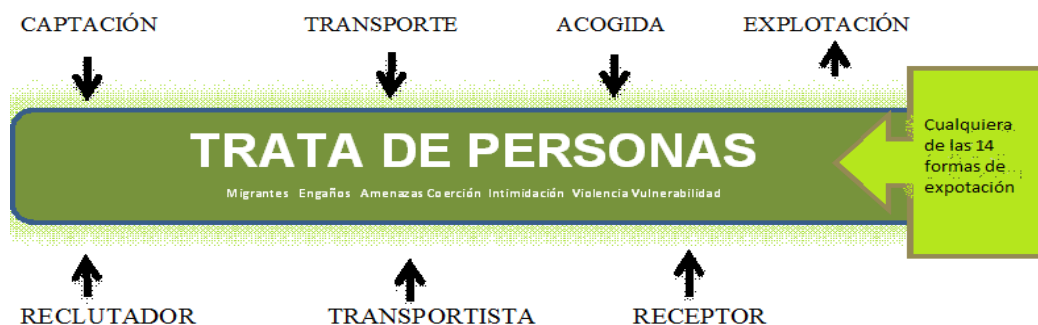 CAPTACIÓN TRANSPORTE ACOGIDA EXPLOTACIÓN
TRATA DE PERSONAS
Migrantes Engaños Amenazas Coerción Intimidación Violencia Vulnerabilidad
Cualquiera
de las 14
formas de
expotación
RECLUTADOR TRANSPORTISTA RECEPTOR